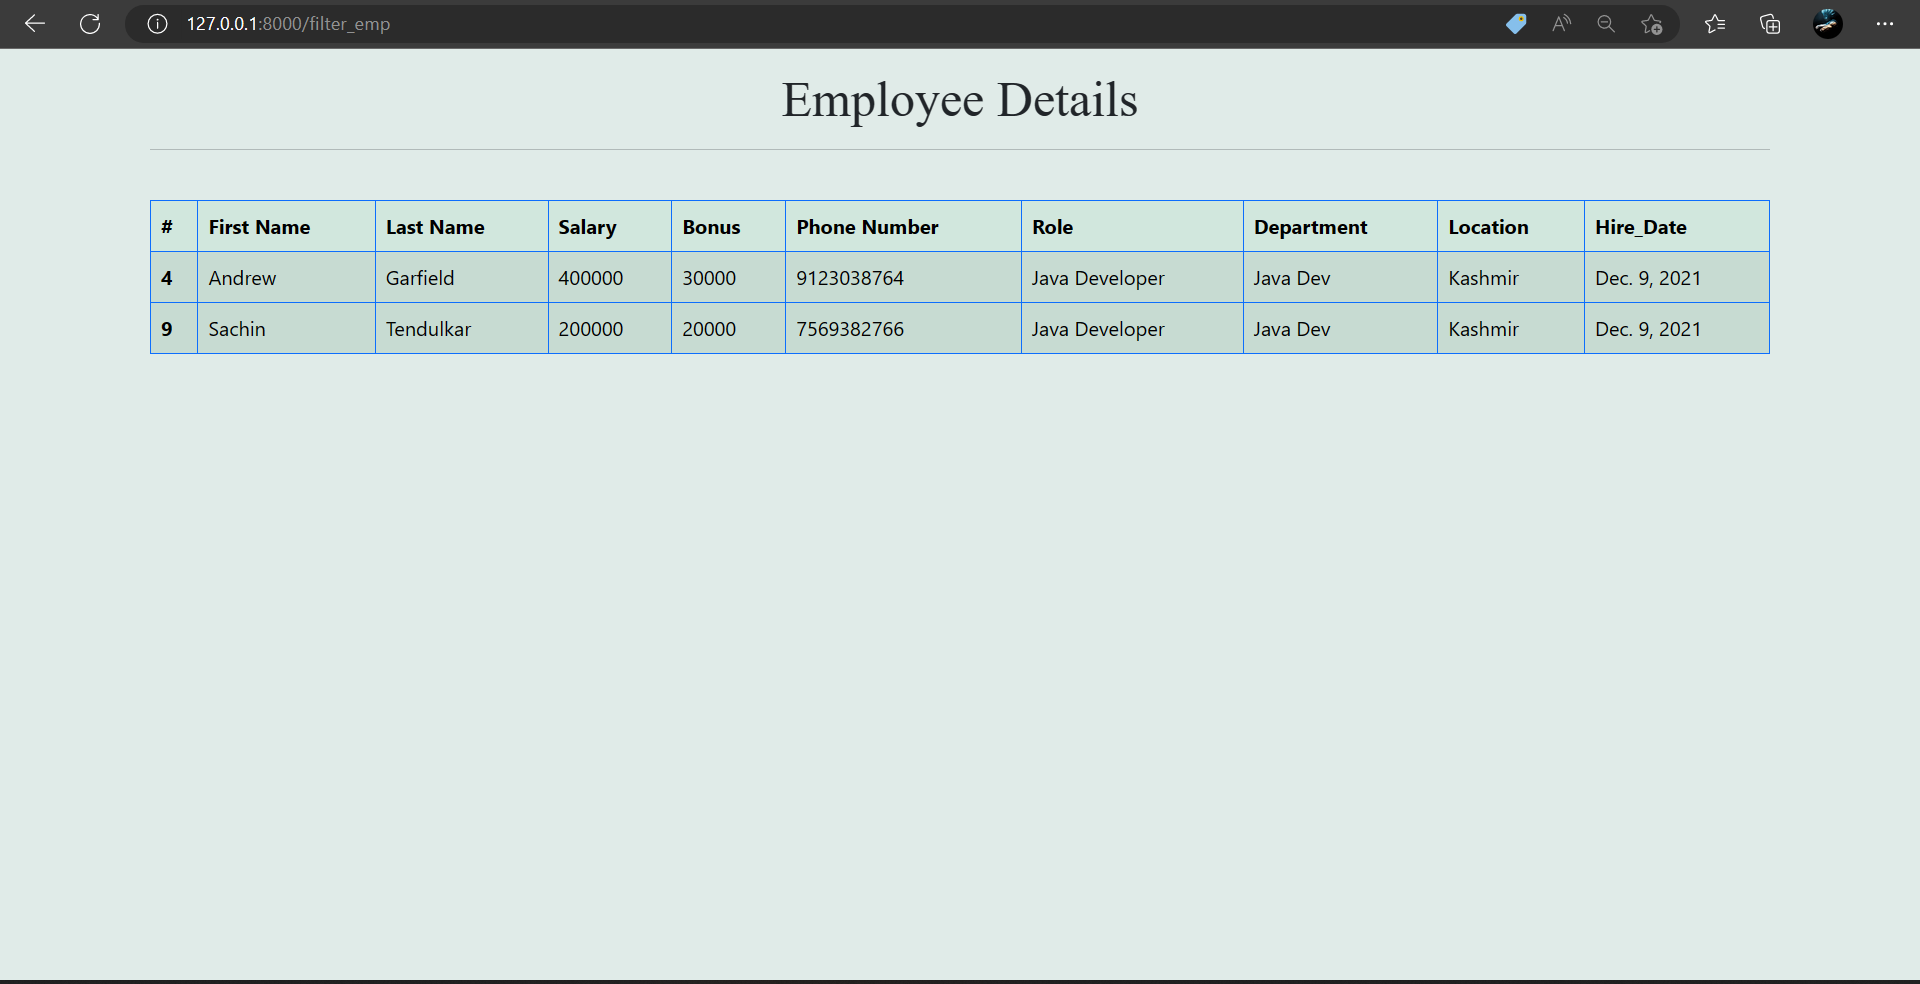 127.0.0.1:8000/filter_emp
Employee Details
# First Name Last Name Salary Bonus Phone Number Role Department Location Hire_Date
4 Andrew Garfield 400000 30000 9123038764 Java Developer Java Dev Kashmir Dec. 9, 2021
9 Sachin Tendulkar 200000 20000 7569382766 Java Developer Java Dev Kashmir Dec. 9, 2021